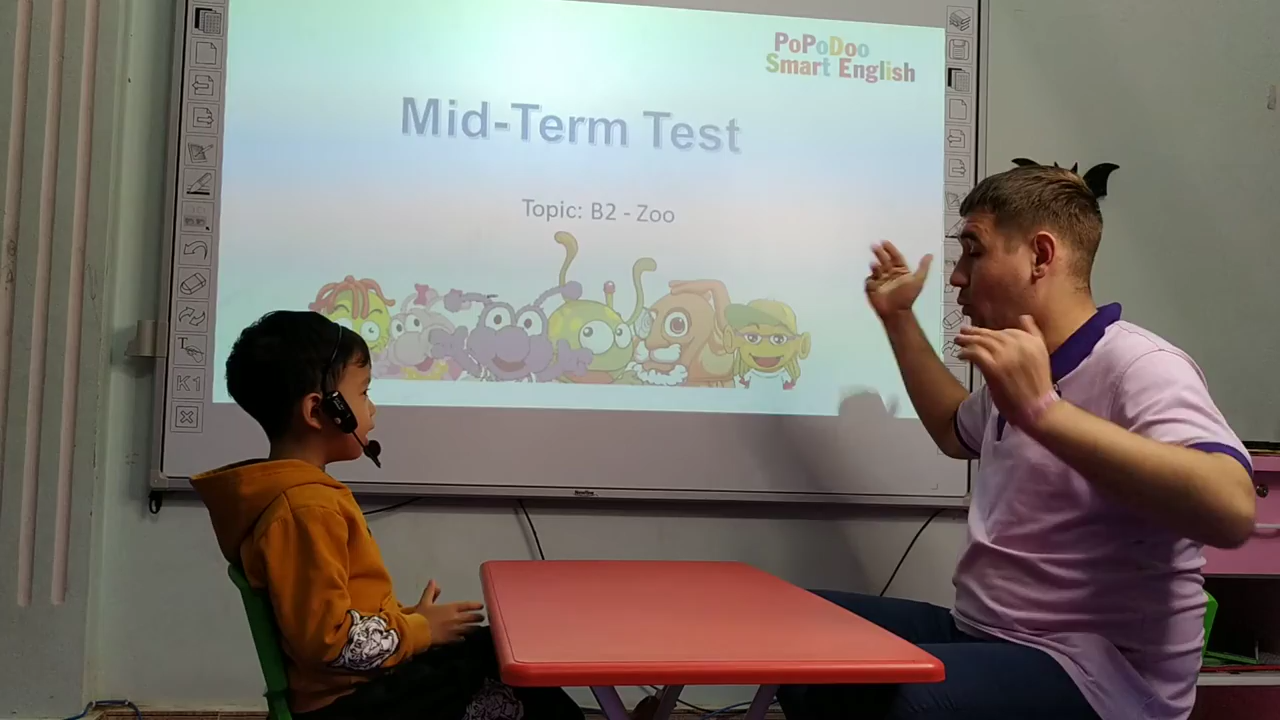 PoPoDoo
Smart English
Mid-Term Test
Topic: B2 - Zoo
K1